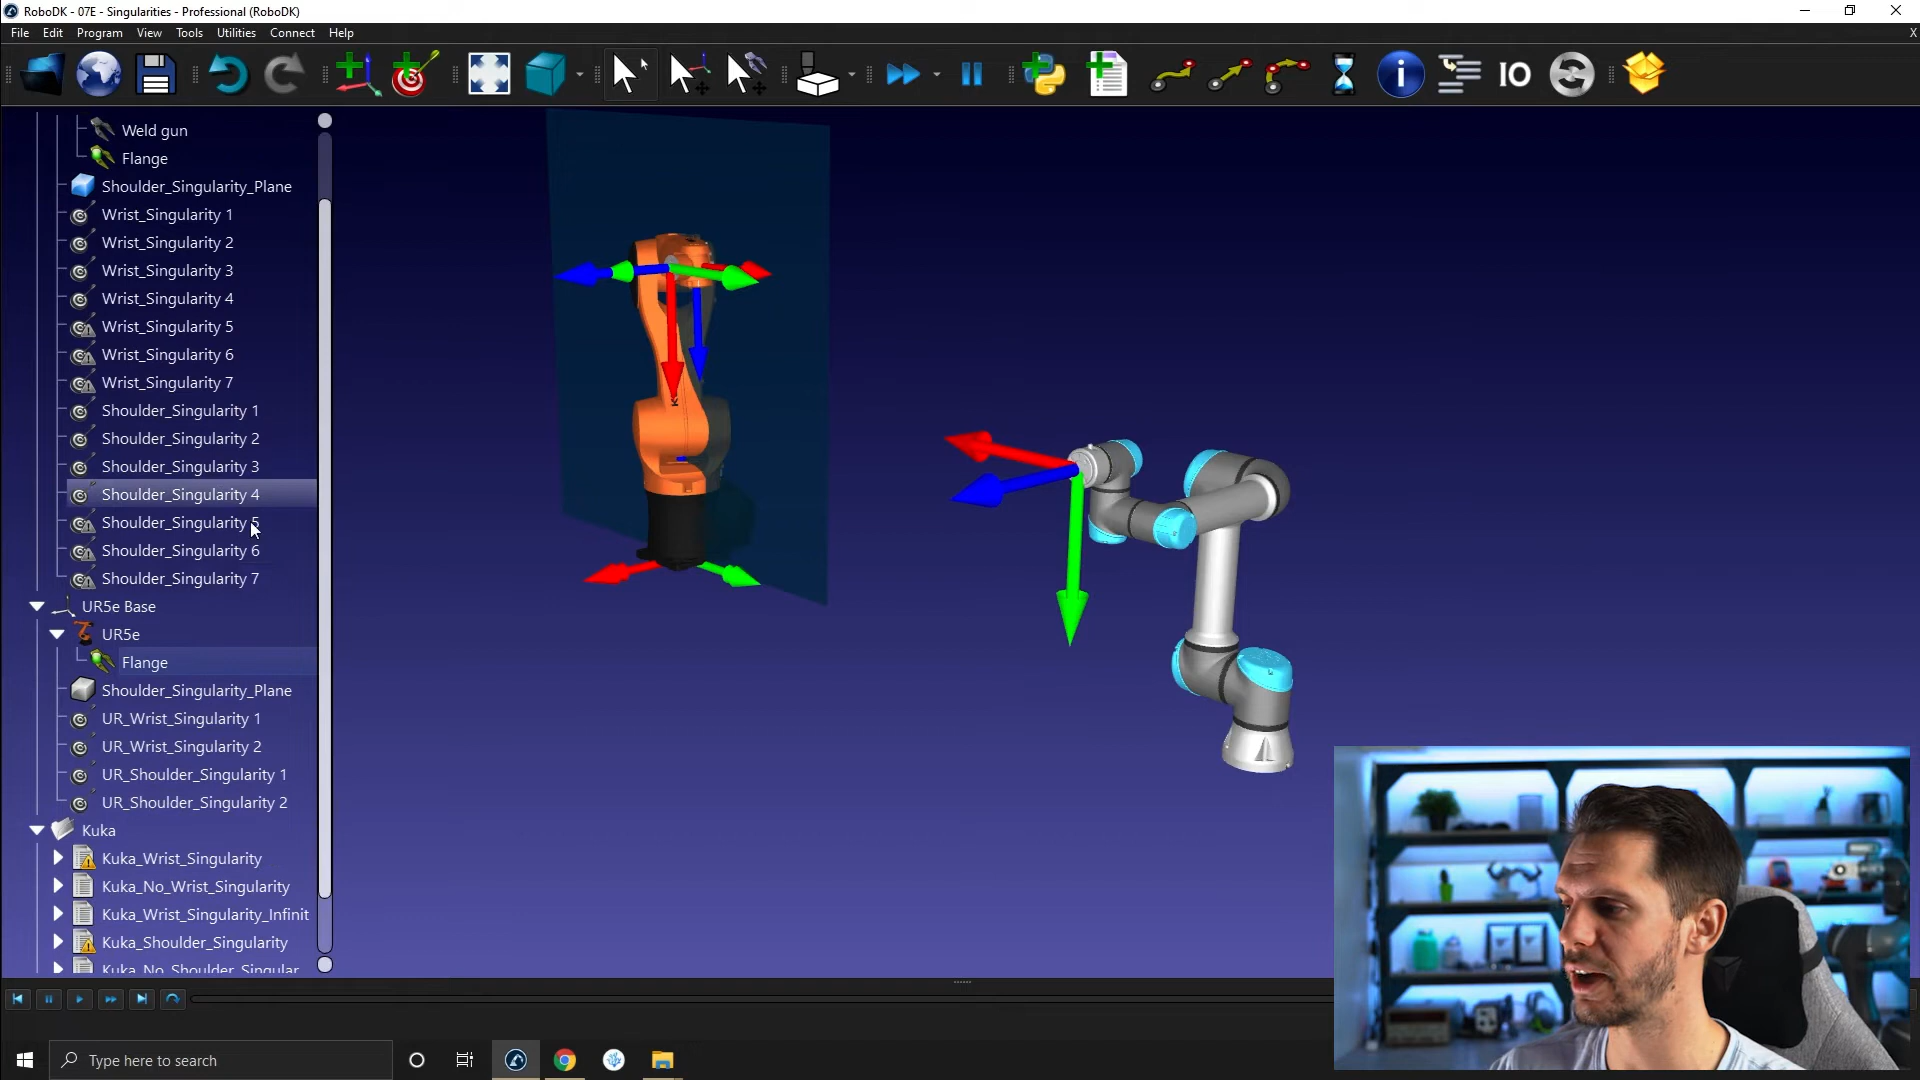 RoboDK - 07E - Singularities - Professional (RoboDK)
File Edit Program View Tools Utilities Connect Help
X
IO
Weld gun
Flange
Shoulder_Singularity_Plane
Wrist_Singularity 1
Wrist_Singularity 2
Wrist_Singularity 3
Wrist_Singularity 4
Wrist_Singularity 5
Wrist_Singularity 6
Wrist_Singularity 7
Shoulder_Singularity 1
Shoulder_Singularity 2
Shoulder_Singularity 3
Shoulder_Singularity 4
Shoulder_Singularity 5
Shoulder_Singularity 6
Shoulder_Singularity 7
UR5e Base
UR5e
Flange
Shoulder_Singularity_Plane
UR_Wrist_Singularity 1
UR_Wrist_Singularity 2
UR_Shoulder_Singularity 1
UR_Shoulder_Singularity 2
Kuka
Kuka_Wrist_Singularity
Kuka_No_Wrist_Singularity
Kuka_Wrist_Singularity_Infinit
Kuka_Shoulder_Singularity
Kuka_No_Shoulder_Singular
Type here to search